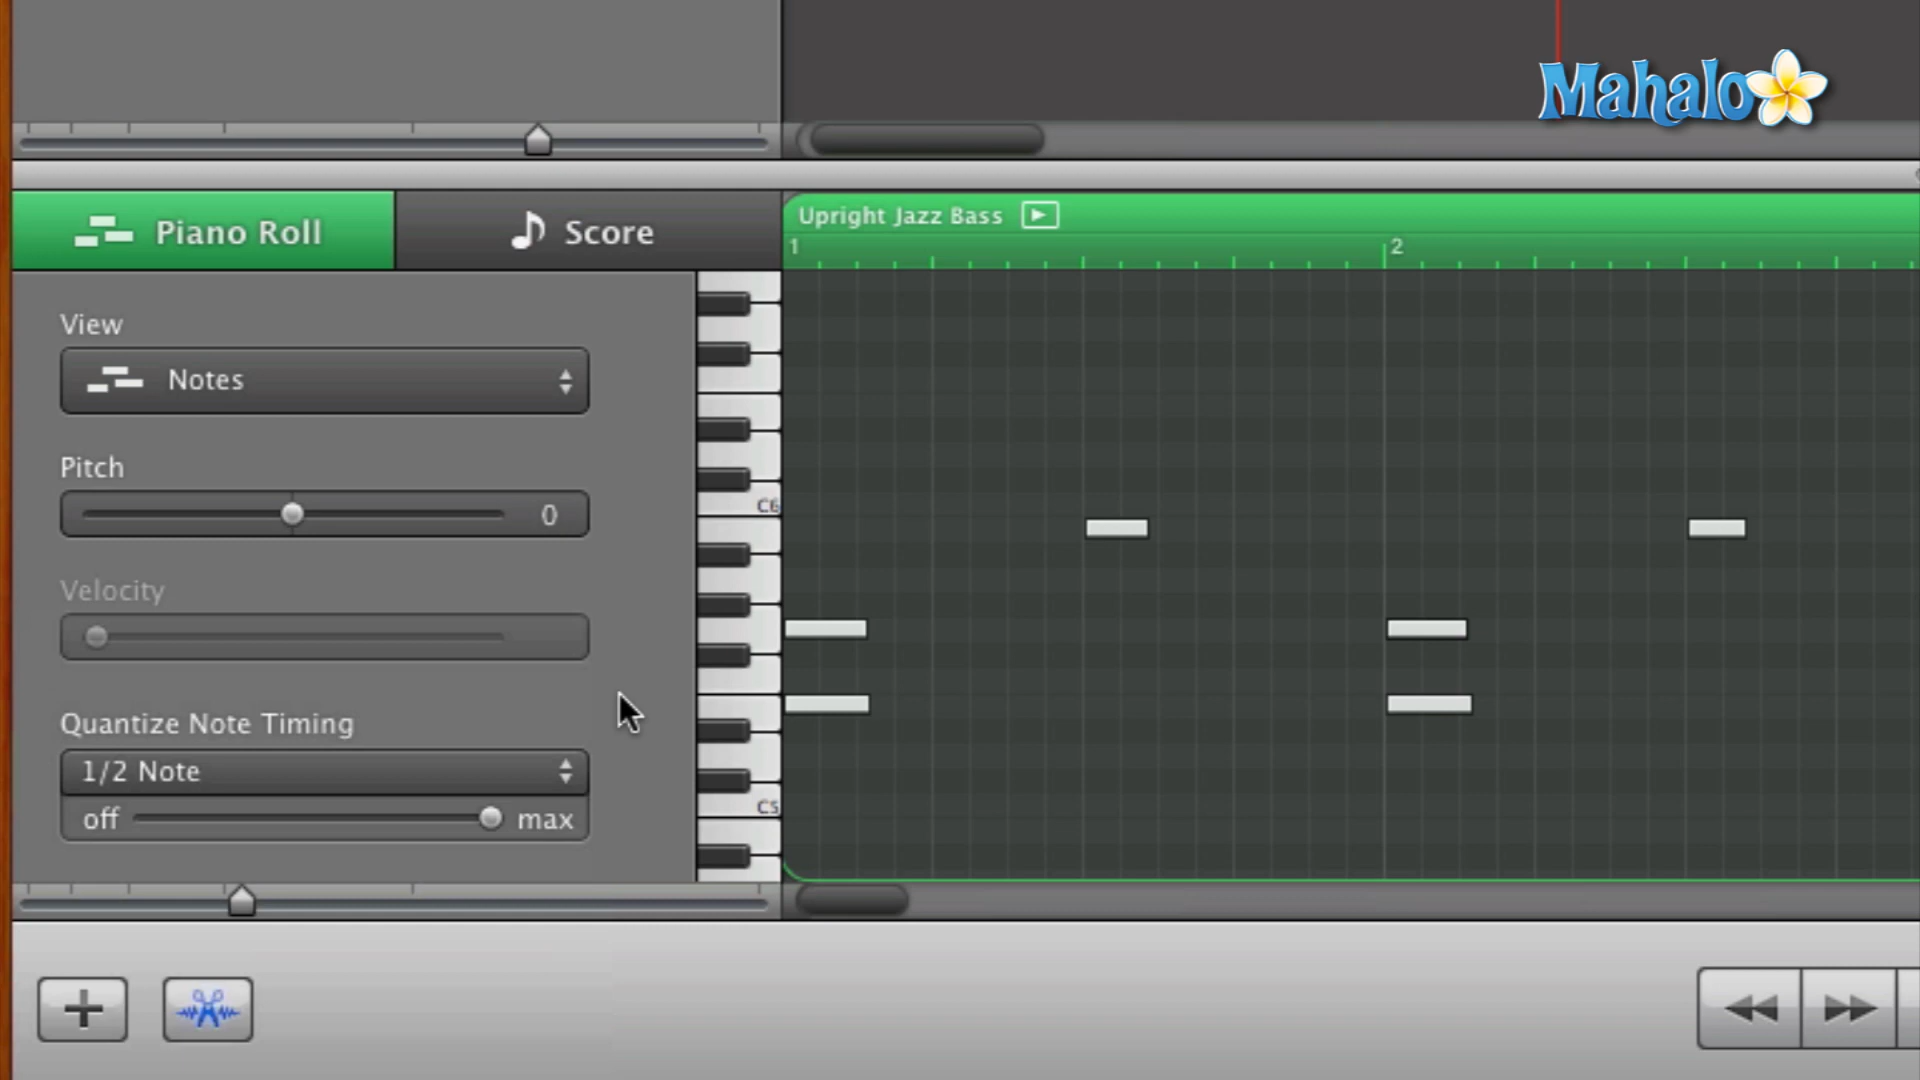 Mahalo
Piano Roll
Score
Upright Jazz Bass
1
2
View
Notes
Pitch
0
Velocity
Quantize Note Timing
1/2 Note
off
max
C6
C5